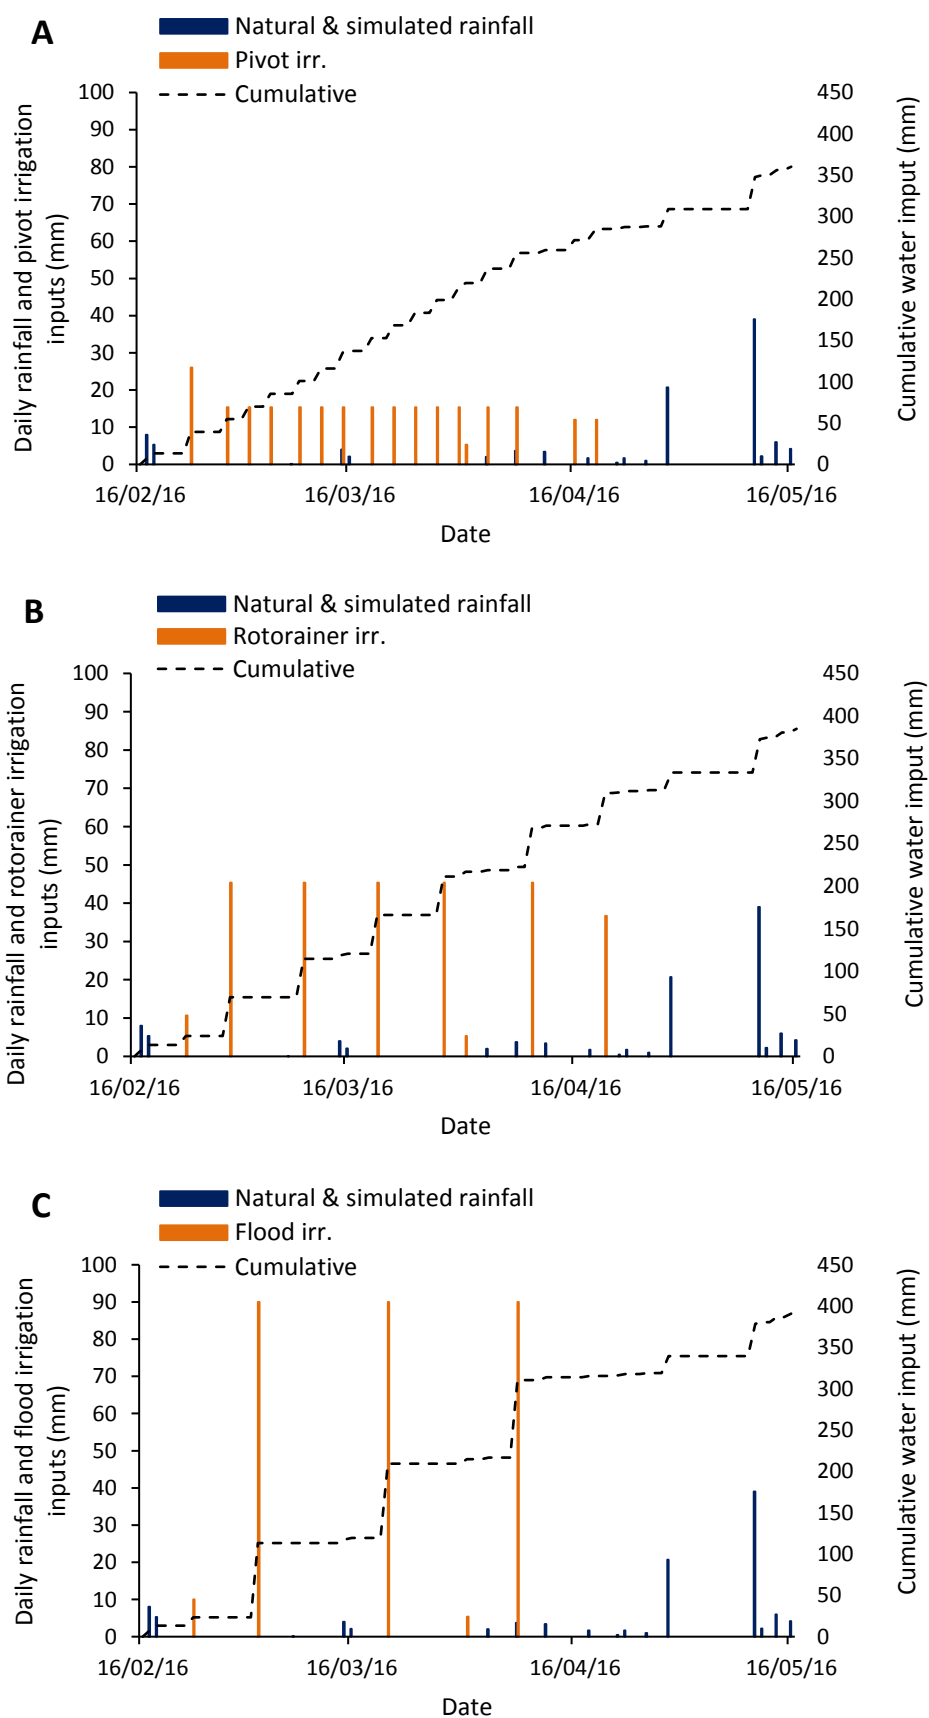 A
Natural & simulated rainfall
Pivot irr.
Cumulative
Daily rainfall and pivot irrigation
inputs (mm)
100
90
80
70
60
50
40
30
20
10
0
450
400
350
300
250
200
150
100
50
0
Cumulative water imput (mm)
16/02/16 16/03/16 16/04/16 16/05/16
Date
B
Natural & simulated rainfall
Rotorainer irr.
Cumulative
Daily rainfall and rotorainer irrigation
inputs (mm)
100
90
80
70
60
50
40
30
20
10
0
450
400
350
300
250
200
150
100
50
0
Cumulative water imput (mm)
16/02/16 16/03/16 16/04/16 16/05/16
Date
C
Natural & simulated rainfall
Flood irr.
Cumulative
Daily rainfall and flood irrigation
inputs (mm)
100
90
80
70
60
50
40
30
20
10
0
450
400
350
300
250
200
150
100
50
0
Cumulative water imput (mm)
16/02/16 16/03/16 16/04/16 16/05/16
Date